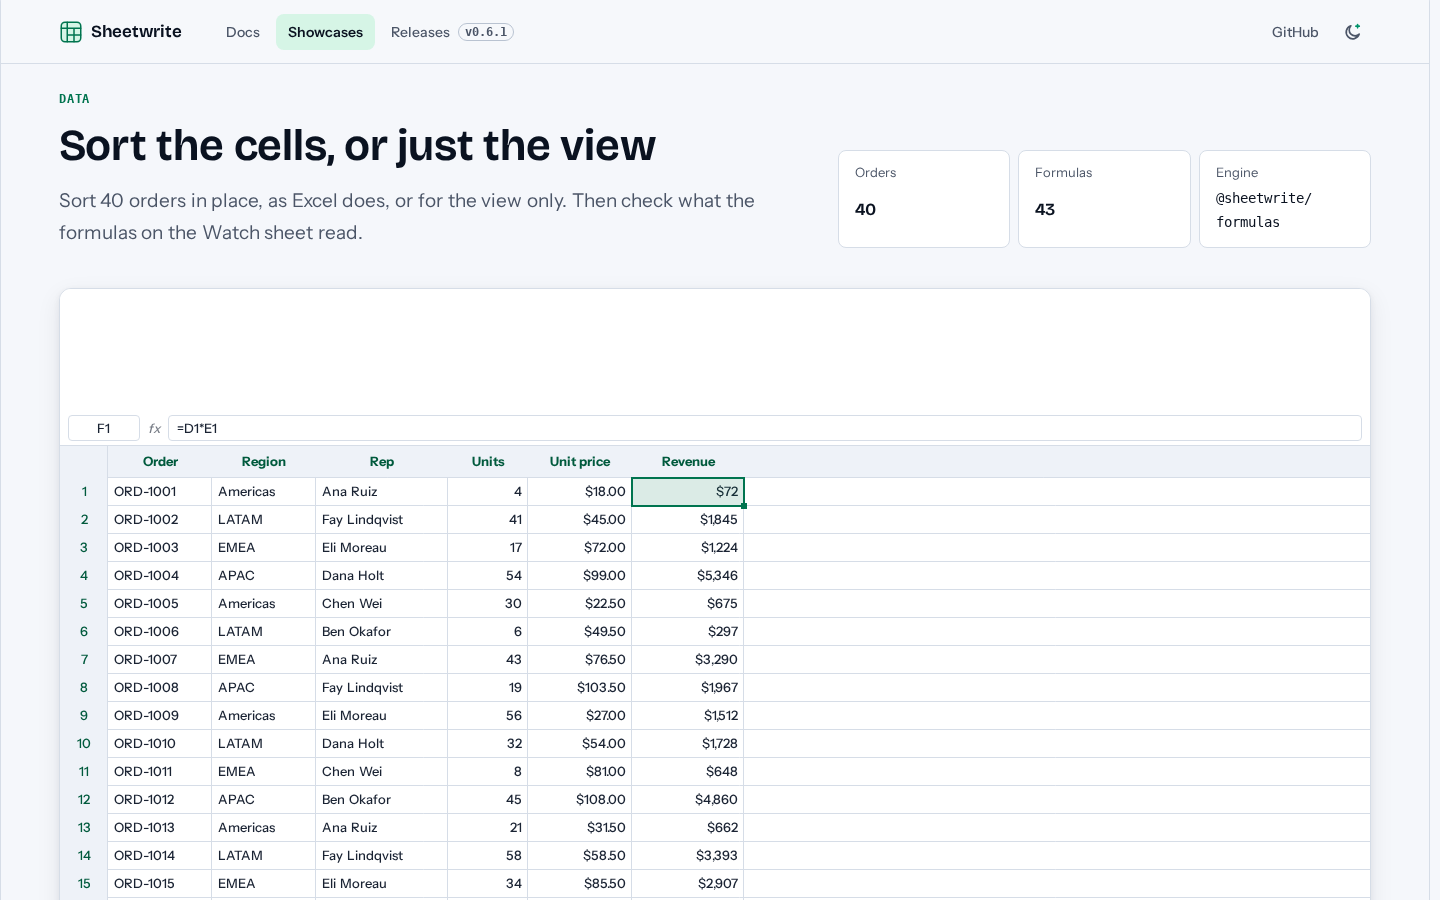 Sheetwrite Docs Showcases Releases v0.6.1 GitHub
DATA
Sort the cells, or just the view
Sort 40 orders in place, as Excel does, or for the view only. Then check what the
formulas on the Watch sheet read.
Orders
40
Formulas
43
Engine
@sheetwrite/
formulas
F1 fx =D1*E1
Order Region Rep Units Unit price Revenue
1 ORD-1001 Americas Ana Ruiz 4 $18.00 $72
2 ORD-1002 LATAM Fay Lindqvist 41 $45.00 $1,845
3 ORD-1003 EMEA Eli Moreau 17 $72.00 $1,224
4 ORD-1004 APAC Dana Holt 54 $99.00 $5,346
5 ORD-1005 Americas Chen Wei 30 $22.50 $675
6 ORD-1006 LATAM Ben Okafor 6 $49.50 $297
7 ORD-1007 EMEA Ana Ruiz 43 $76.50 $3,290
8 ORD-1008 APAC Fay Lindqvist 19 $103.50 $1,967
9 ORD-1009 Americas Eli Moreau 56 $27.00 $1,512
10 ORD-1010 LATAM Dana Holt 32 $54.00 $1,728
11 ORD-1011 EMEA Chen Wei 8 $81.00 $648
12 ORD-1012 APAC Ben Okafor 45 $108.00 $4,860
13 ORD-1013 Americas Ana Ruiz 21 $31.50 $662
14 ORD-1014 LATAM Fay Lindqvist 58 $58.50 $3,393
15 ORD-1015 EMEA Eli Moreau 34 $85.50 $2,907